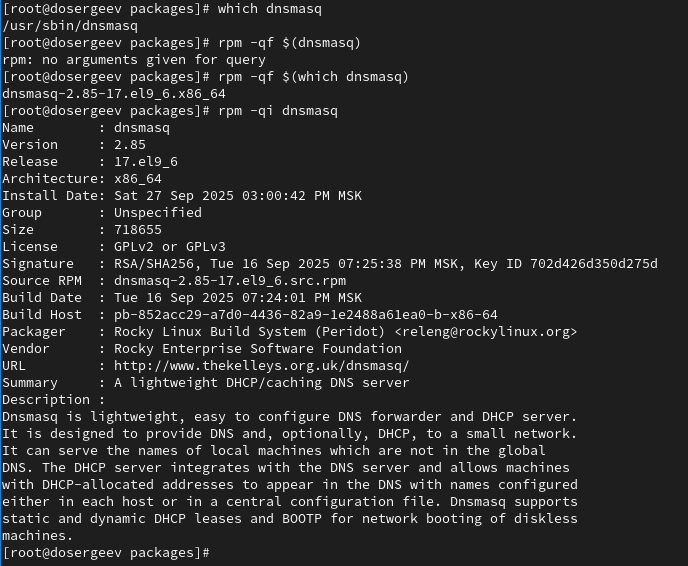 [root@dosergeev packages]# which dnsmasq
/usr/sbin/dnsmasq
[root@dosergeev packages]# rpm -qf $(dnsmasq)
rpm: no arguments given for query
[root@dosergeev packages]# rpm -qf $(which dnsmasq)
dnsmasq-2.85-17.el9_6.x86_64
[root@dosergeev packages]# rpm -qi dnsmasq
Name        : dnsmasq
Version     : 2.85
Release     : 17.el9_6
Architecture: x86_64
Install Date: Sat 27 Sep 2025 03:00:42 PM MSK
Group       : Unspecified
Size        : 718655
License     : GPLv2 or GPLv3
Signature   : RSA/SHA256, Tue 16 Sep 2025 07:25:38 PM MSK, Key ID 702d426d350d275d
Source RPM  : dnsmasq-2.85-17.el9_6.src.rpm
Build Date  : Tue 16 Sep 2025 07:24:01 PM MSK
Build Host  : pb-852acc29-a7d0-4436-82a9-1e2488a61ea0-b-x86-64
Packager    : Rocky Linux Build System (Peridot) <releng@rockylinux.org>
Vendor      : Rocky Enterprise Software Foundation
URL         : http://www.thekelleys.org.uk/dnsmasq/
Summary     : A lightweight DHCP/caching DNS server
Description :
Dnsmasq is lightweight, easy to configure DNS forwarder and DHCP server.
It is designed to provide DNS and, optionally, DHCP, to a small network.
It can serve the names of local machines which are not in the global
DNS. The DHCP server integrates with the DNS server and allows machines
with DHCP-allocated addresses to appear in the DNS with names configured
either in each host or in a central configuration file. Dnsmasq supports
static and dynamic DHCP leases and BOOTP for network booting of diskless
machines.
[root@dosergeev packages]#